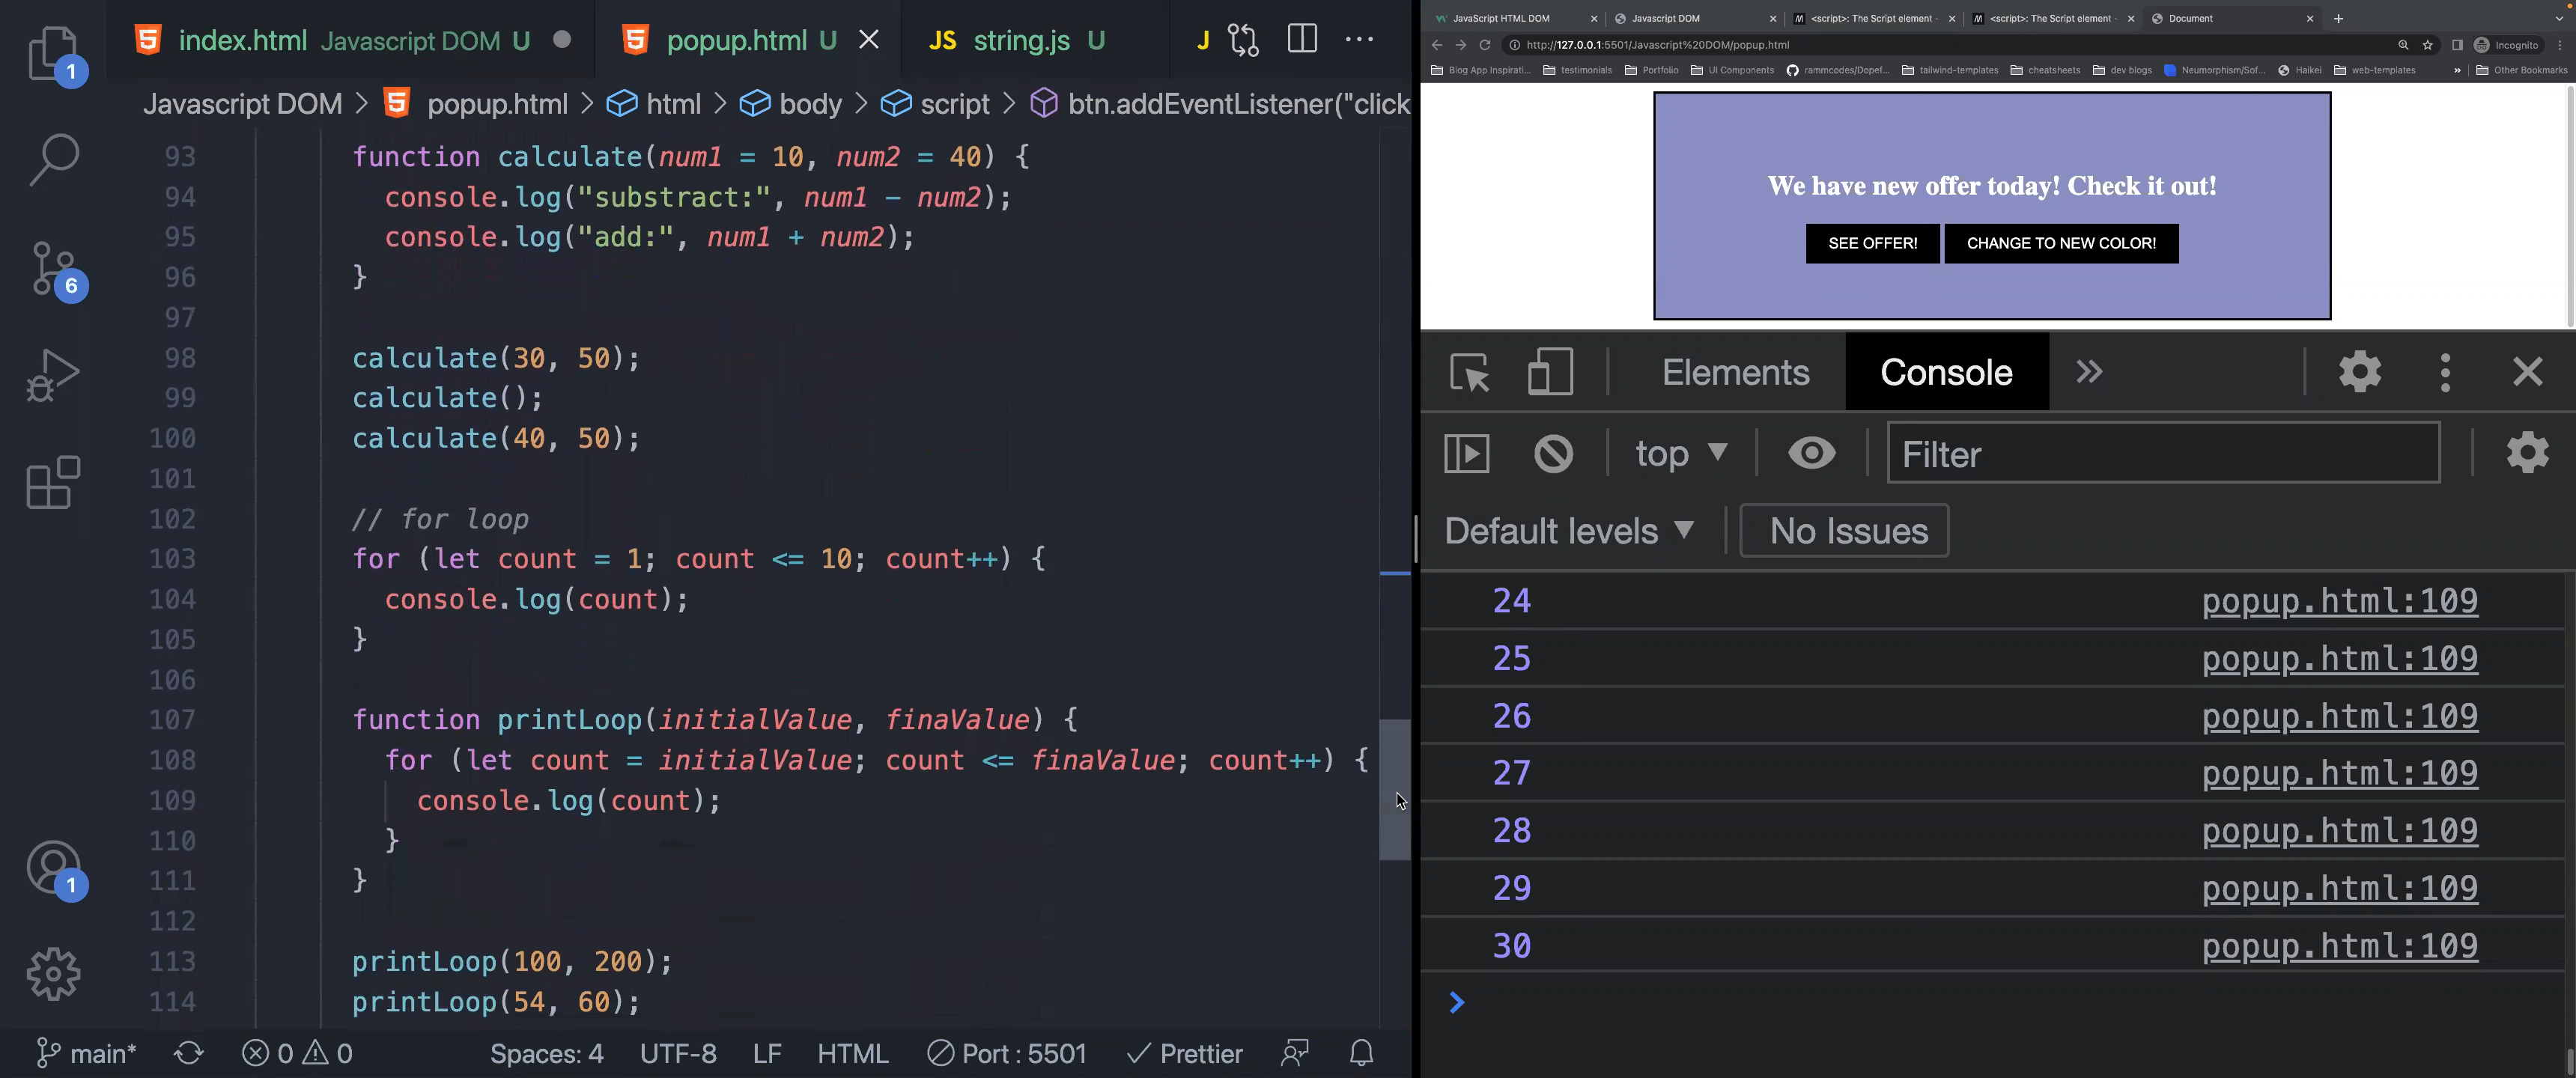 index.html Javascript DOM U
popup.html U
JS string.js U
J
Javascript DOM > popup.html > html > body > script > btn.addEventListener("click
93 function calculate(num1 = 10, num2 = 40) {
94 console.log("substract:", num1 - num2);
95 console.log("add:", num1 + num2);
96 }
97
98 calculate(30, 50);
99 calculate();
100 calculate(40, 50);
101
102 // for loop
103 for (let count = 1; count <= 10; count++) {
104 console.log(count);
105 }
106
107 function printLoop(initialValue, finaValue) {
108 for (let count = initialValue; count <= finaValue; count++) {
109 console.log(count);
110 }
111 }
112
113 printLoop(100, 200);
114 printLoop(54, 60);
1
6
1
main* 0 0 Spaces: 4 UTF-8 LF HTML Port : 5501 Prettier
JavaScript HTML DOM Javascript DOM <script>: The Script element - <script>: The Script element - Document
http://127.0.0.1:5501/Javascript%20DOM/popup.html Incognito
Blog App Inspirati... testimonials Portfolio UI Components rammcodes/Dopef... tailwind-templates cheatsheets dev blogs Neumorphism/Sof... Haikei web-templates » Other Bookmarks
We have new offer today! Check it out!
SEE OFFER! CHANGE TO NEW COLOR!
Elements Console
top Filter
Default levels No Issues
24 popup.html:109
25 popup.html:109
26 popup.html:109
27 popup.html:109
28 popup.html:109
29 popup.html:109
30 popup.html:109